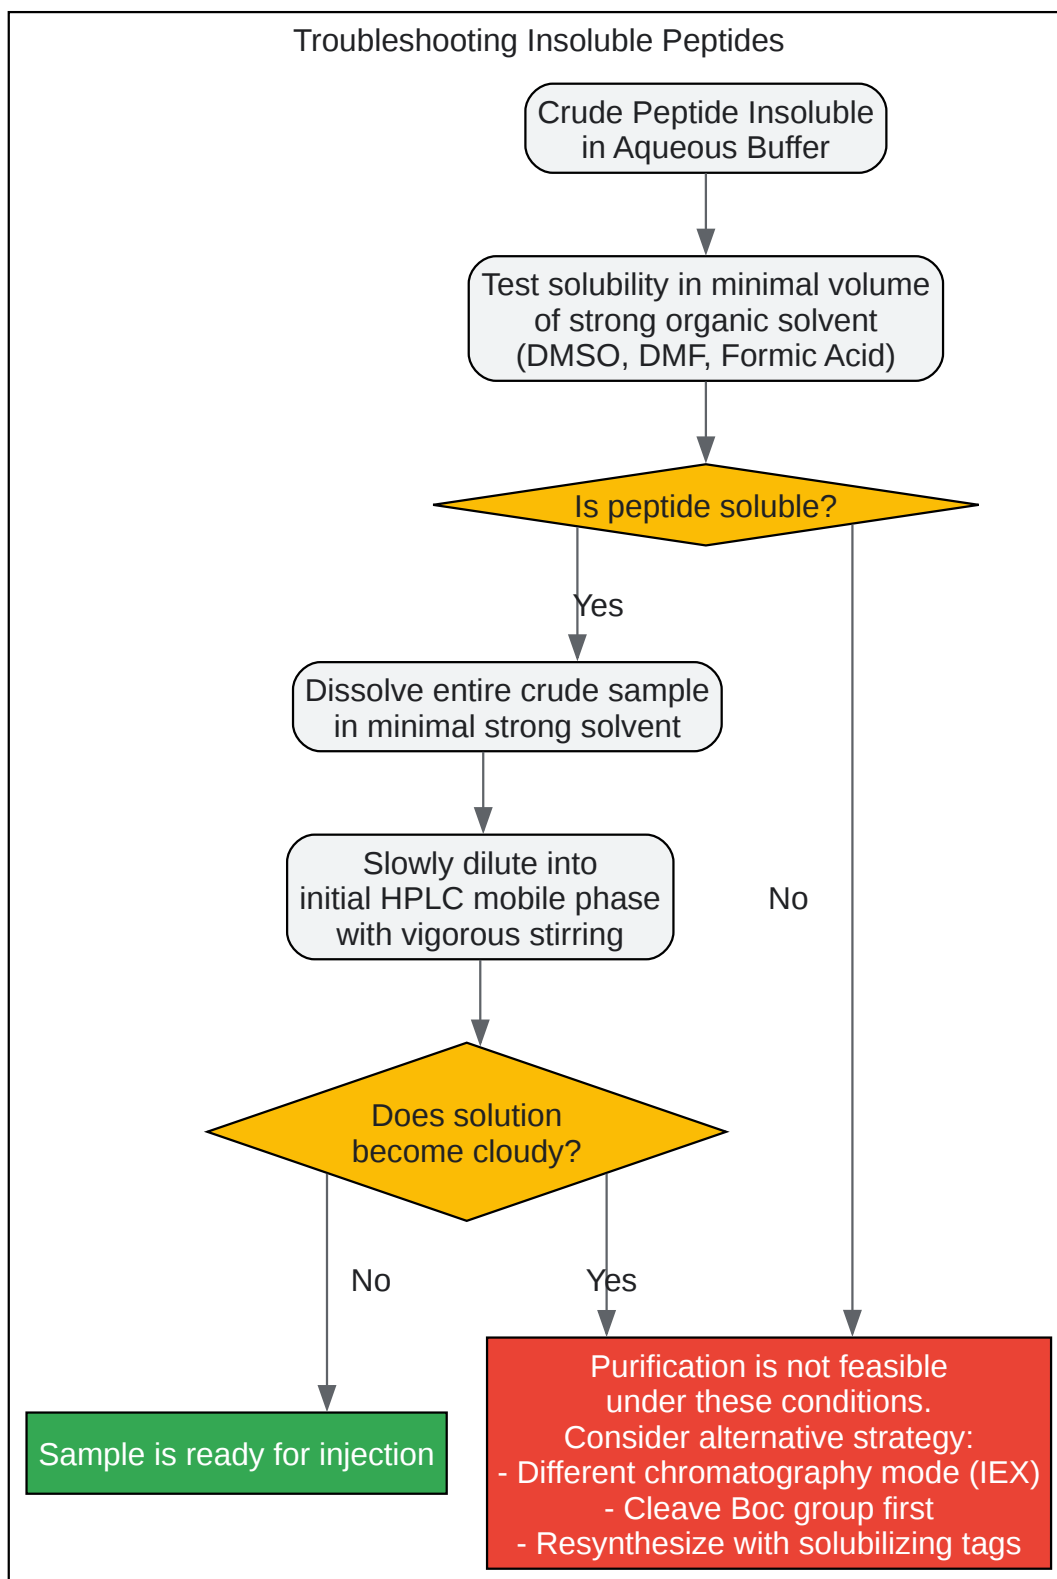 Troubleshooting Insoluble Peptides
Crude Peptide Insoluble
in Aqueous Buffer
Test solubility in minimal volume
of strong organic solvent
(DMSO, DMF, Formic Acid)
Is peptide soluble?
Yes
Dissolve entire crude sample
in minimal strong solvent
Slowly dilute into
initial HPLC mobile phase
with vigorous stirring
No
Does solution
become cloudy?
No
Yes
Sample is ready for injection
Purification is not feasible
under these conditions.
Consider alternative strategy:
- Different chromatography mode (IEX)
- Cleave Boc group first
- Resynthesize with solubilizing tags